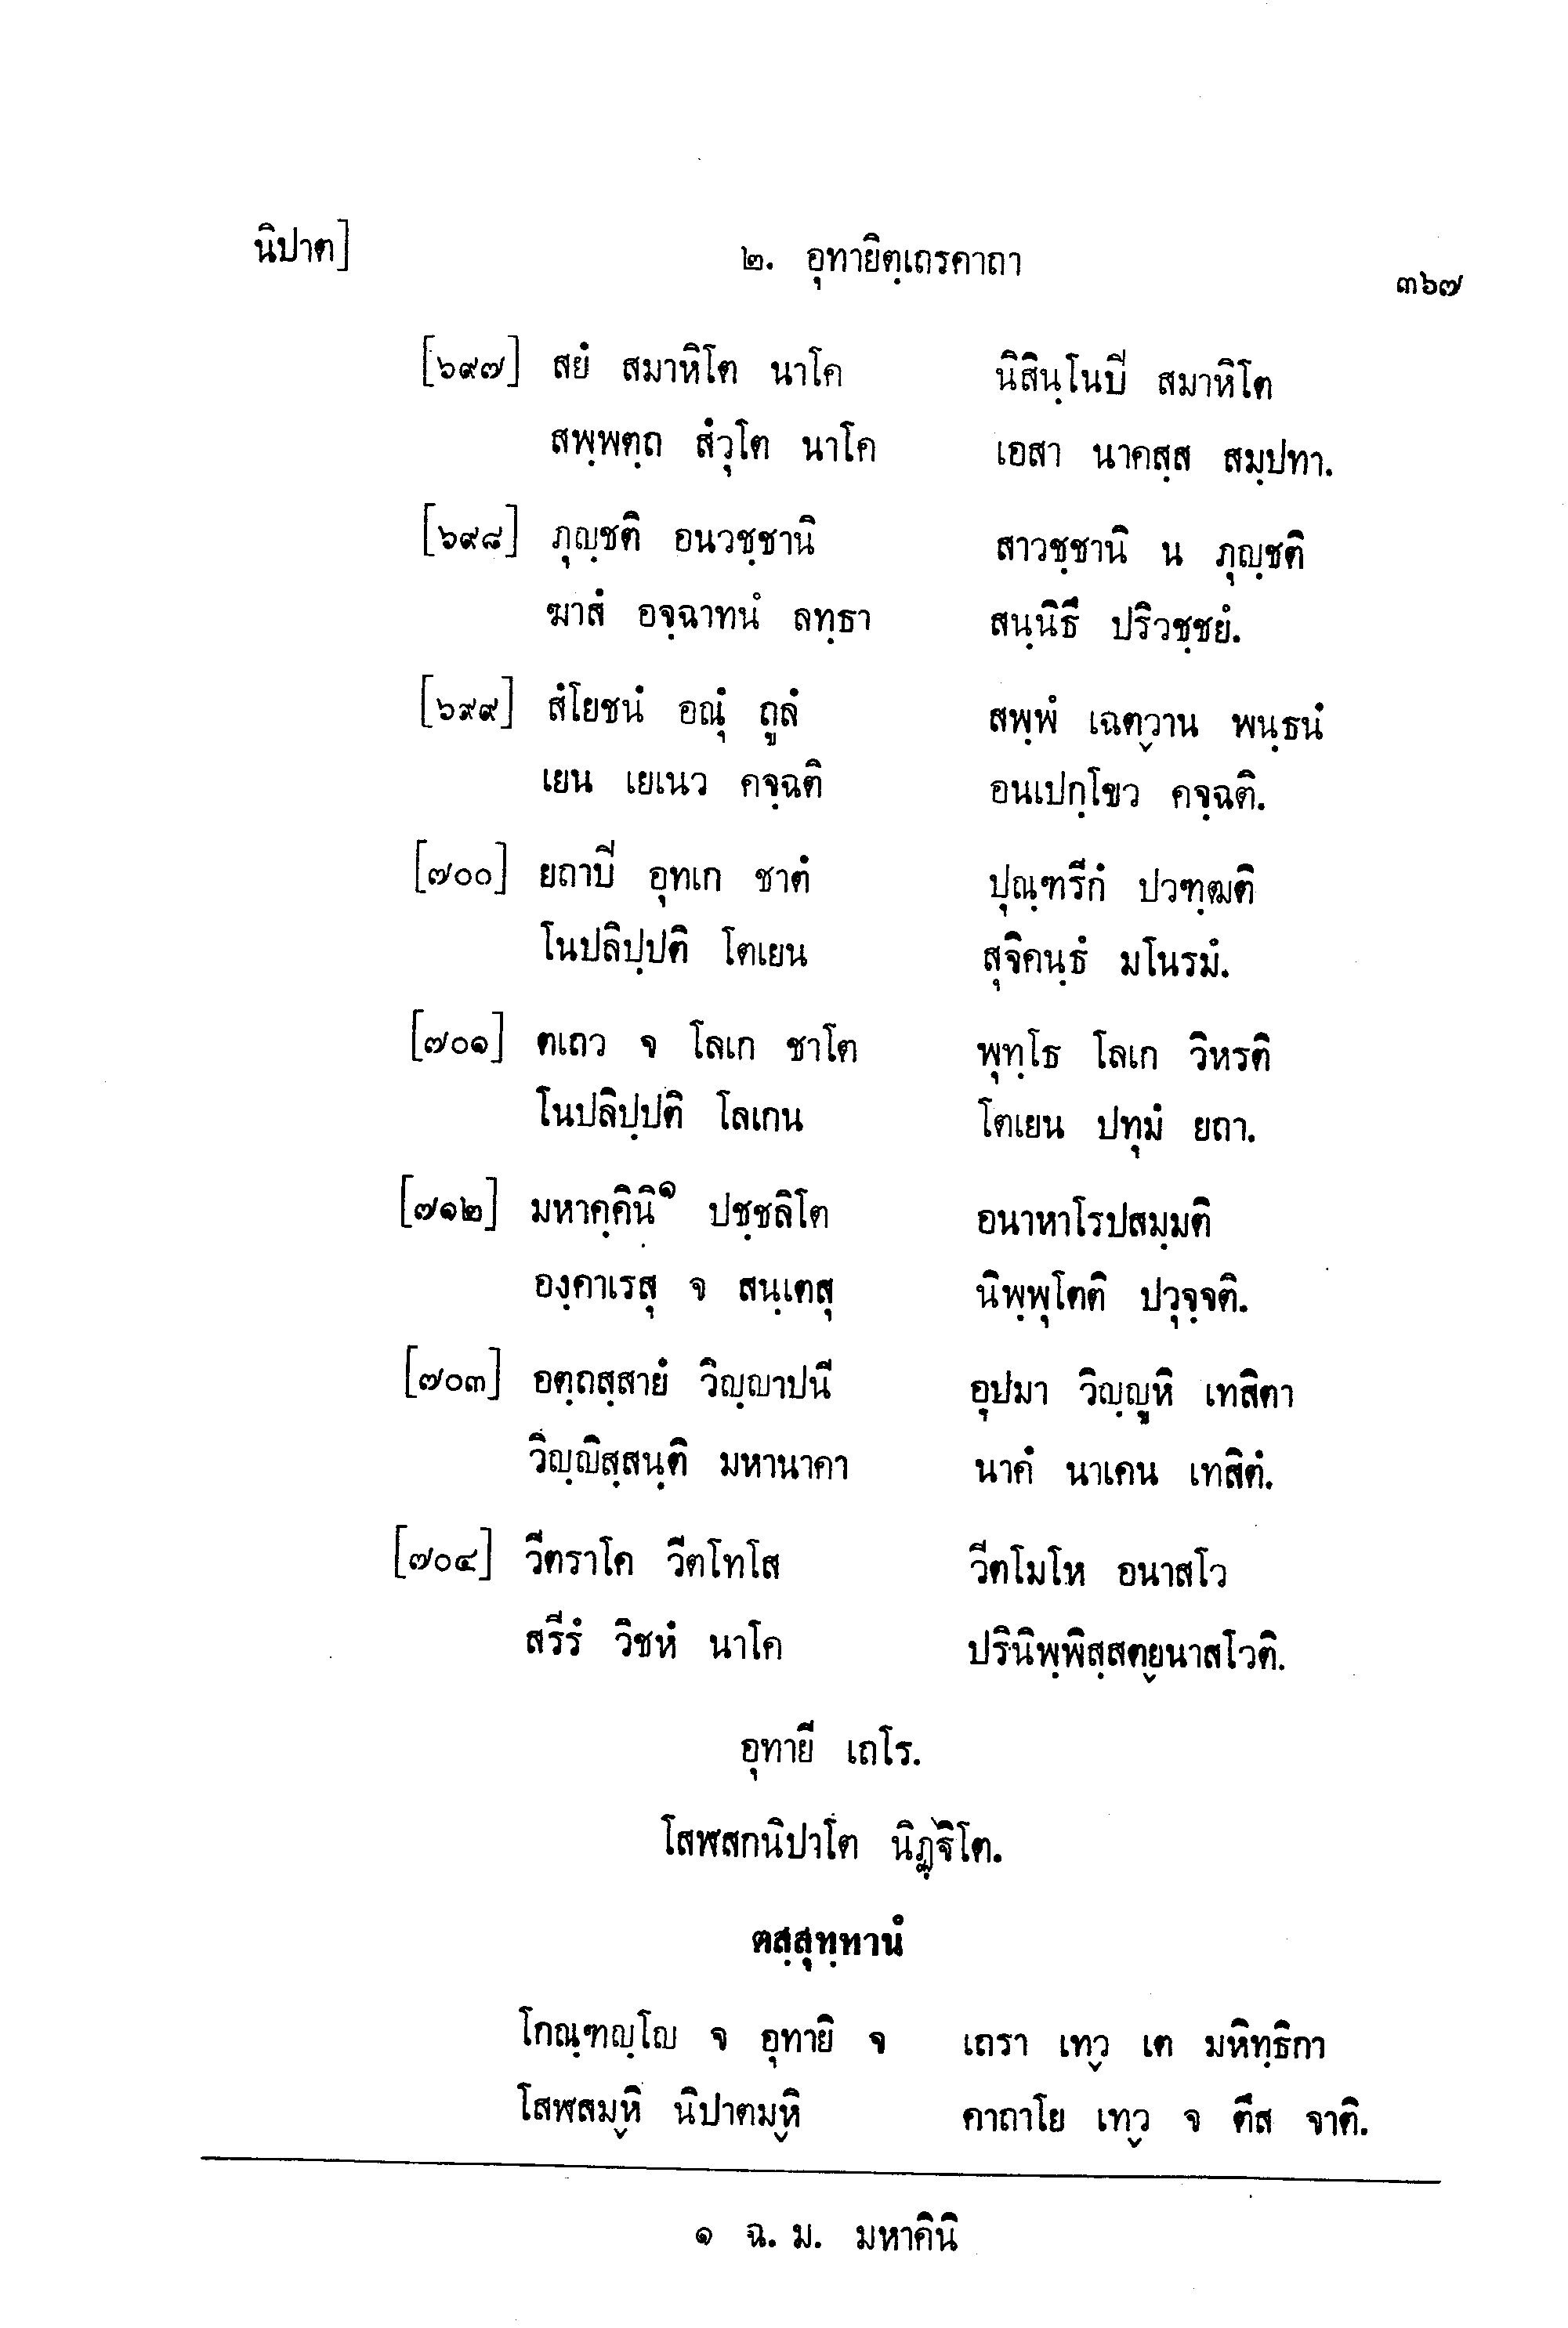 นิปาต] ๒. อุทายิตฺเถรคาถา ๓๖๗
[๖๙๗] สยํ สมาหิโต นาโค นิสินฺโนปี สมาหิโต
สพฺพตฺถ สํวุโต นาโค เอสา นาคสฺส สมฺปทา.
[๖๙๘] ภุญฺชติ อนวชฺชานิ สาวชฺชานิ น ภุญฺชติ
ฆาสํ อจฺฉาทนํ ลทฺธา สนฺนิธึ ปริวชฺชยํ.
[๖๙๙] สํโยชนํ อณุํ ถูลํ สพฺพํ เฉตฺวาน พนฺธนํ
เยน เยเนว คจฺฉติ อนเปกฺโขว คจฺฉติ.
[๗๐๐] ยถาปี อุทเก ชาตํ ปุณฺฑรีกํ ปวฑฺฒติ
โนปลิปฺปติ โตเยน สุจิคนฺธํ มโนรมํ.
[๗๐๑] ตเถว จ โลเก ชาโต พุทฺโธ โลเก วิหรติ
โนปลิปฺปติ โลเกน โตเยน ปทุมํ ยถา.
[๗๑๒] มหาคฺคินิ๑ ปชฺชลิโต อนาหาโรปสมฺมติ
องฺคาเรสุ จ สนฺเตสุ นิพฺพุโตติ ปวุจฺจติ.
[๗๐๓] อตฺถสฺสายํ วิญฺญาปนี อุปมา วิญฺญูหิ เทสิตา
วิญฺญิสฺสนฺติ มหานาคา นาคํ นาเคน เทสิตํ.
[๗๐๔] วีตราโค วีตโทโส วีตโมโห อนาสโว
สรีรํ วิชหํ นาโค ปรินิพฺพิสฺสตฺยนาสโวติ.
อุทายี เถโร.
โสฬสกนิปาโต นิฏฺฐิโต.
ตสฺสุทฺทานํ
โกณฺฑญฺโญ จ อุทายิ จ เถรา เทฺว เต มหิทฺธิกา
โสฬสมฺหิ นิปาตมฺหิ คาถาโย เทฺว จ ตึส จาติ.
๑ ฉ. ม. มหาคินิ